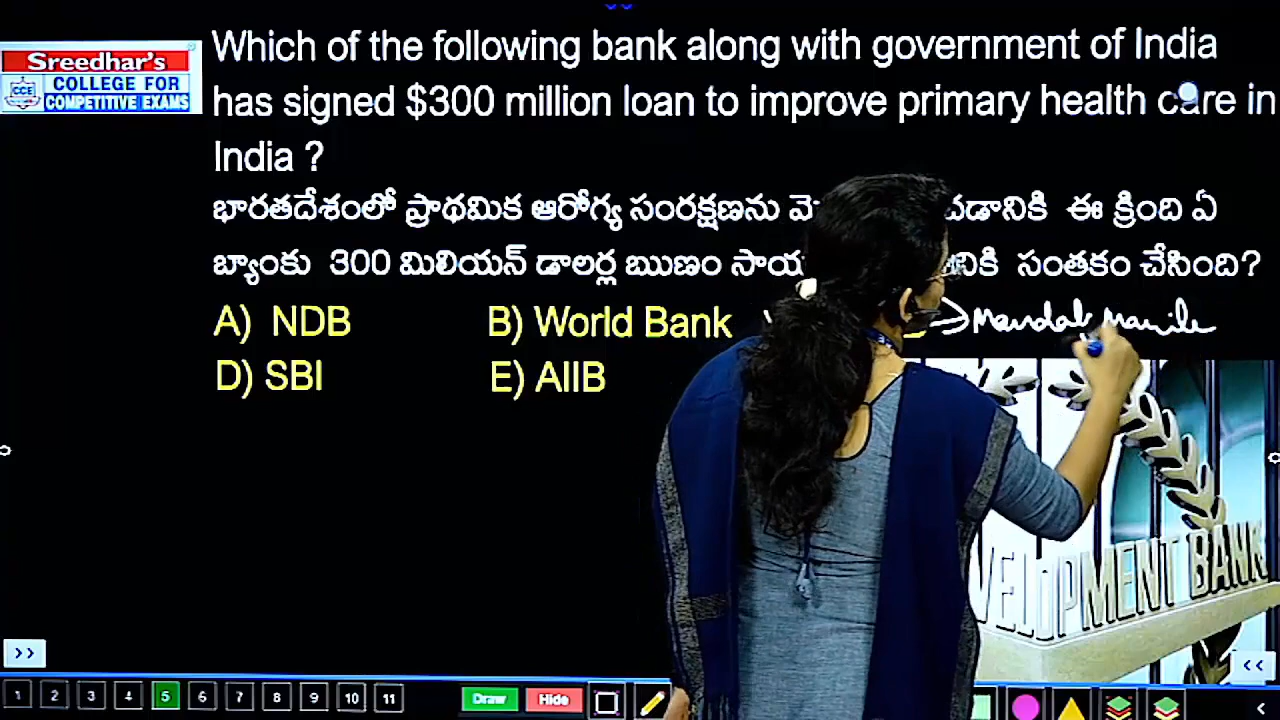 Sreedhar's
CCE
COLLEGE FOR
COMPETITIVE EXAMS
Which of the following bank along with government of India
has signed $300 million loan to improve primary health care in
India ?
భారతదేశంలో ప్రాథమిక ఆరోగ్య సంరక్షణను ఈ క్రింది ఏ
బ్యాంకు 300 మిలియన్ డాలర్ల ఋణం సంతకం చేసింది?
A) NDB
B) World Bank
D) SBI
E) AIIB
BANK
>>
<<
1 2 3 4 5 6 7 8 9 10 11
Draw
Hide
<